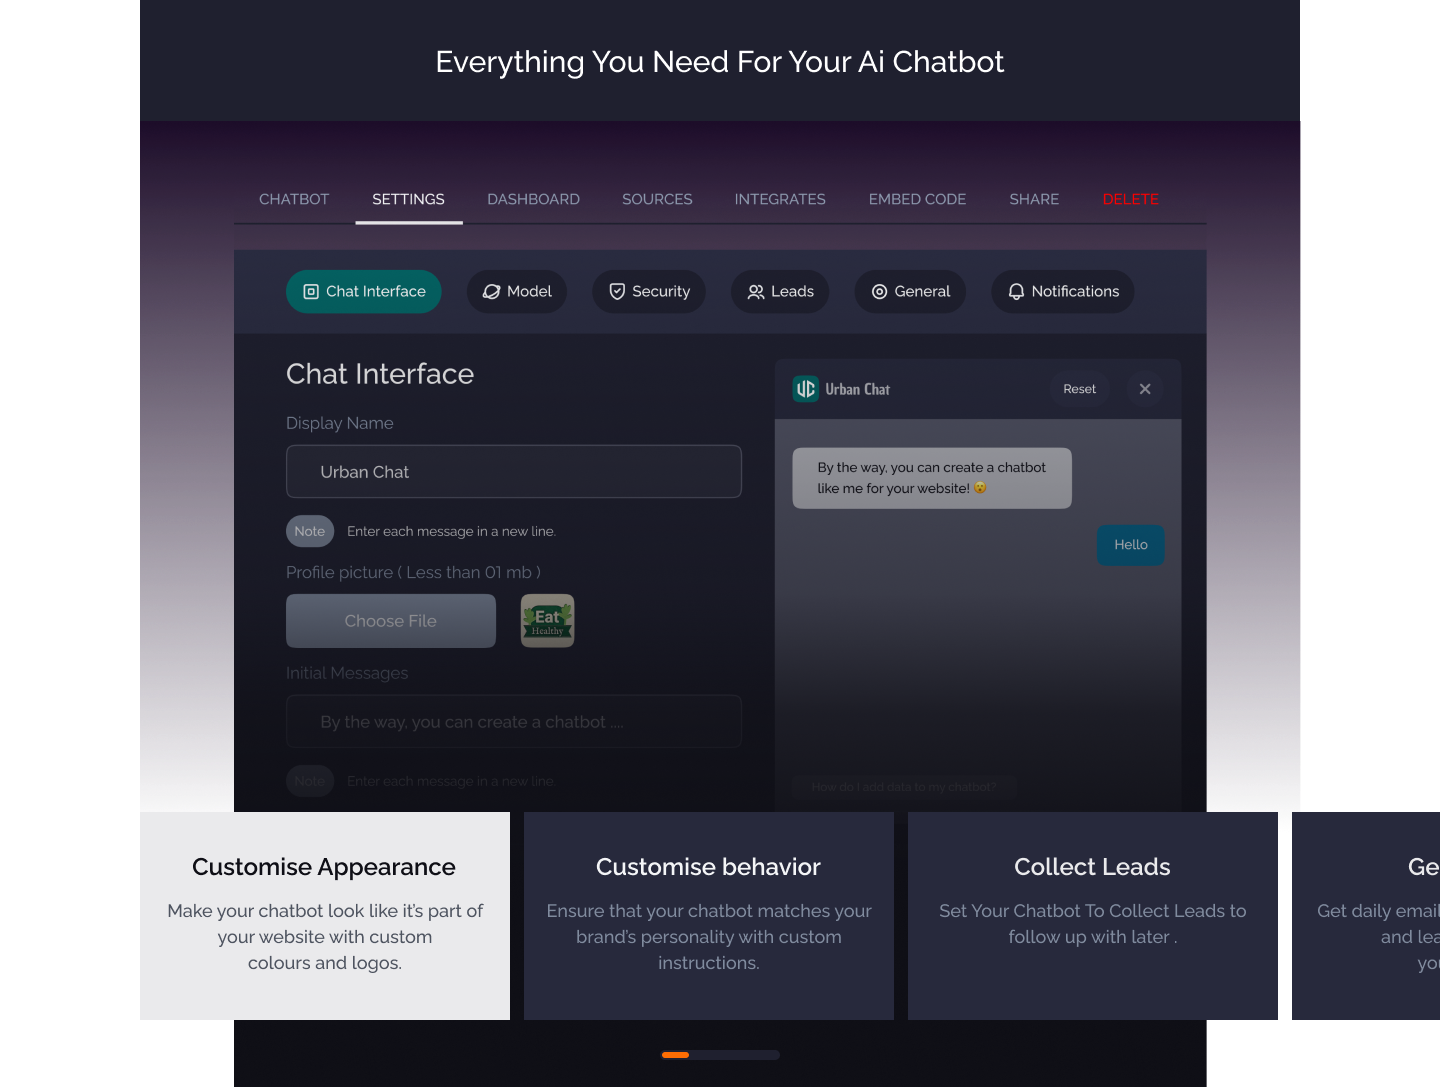 Everything You Need For Your Ai Chatbot
CHATBOT SETTINGS DASHBOARD SOURCES INTEGRATES EMBED CODE SHARE DELETE
Chat Interface Model Security Leads General Notifications
Chat Interface
Display Name
Urban Chat
Note Enter each message in a new line.
Profile picture ( Less than 01 mb )
Choose File
Eat
Healthy
Initial Messages
By the way, you can create a chatbot ....
Note Enter each message in a new line.
UC Urban Chat Reset
By the way, you can create a chatbot
like me for your website! 😴
Hello
How do I add data to my chatbot?
Customise Appearance
Make your chatbot look like it's part of
your website with custom
colours and logos.
Customise behavior
Ensure that your chatbot matches your
brand's personality with custom
instructions.
Collect Leads
Set Your Chatbot To Collect Leads to
follow up with later .
Get daily email
and